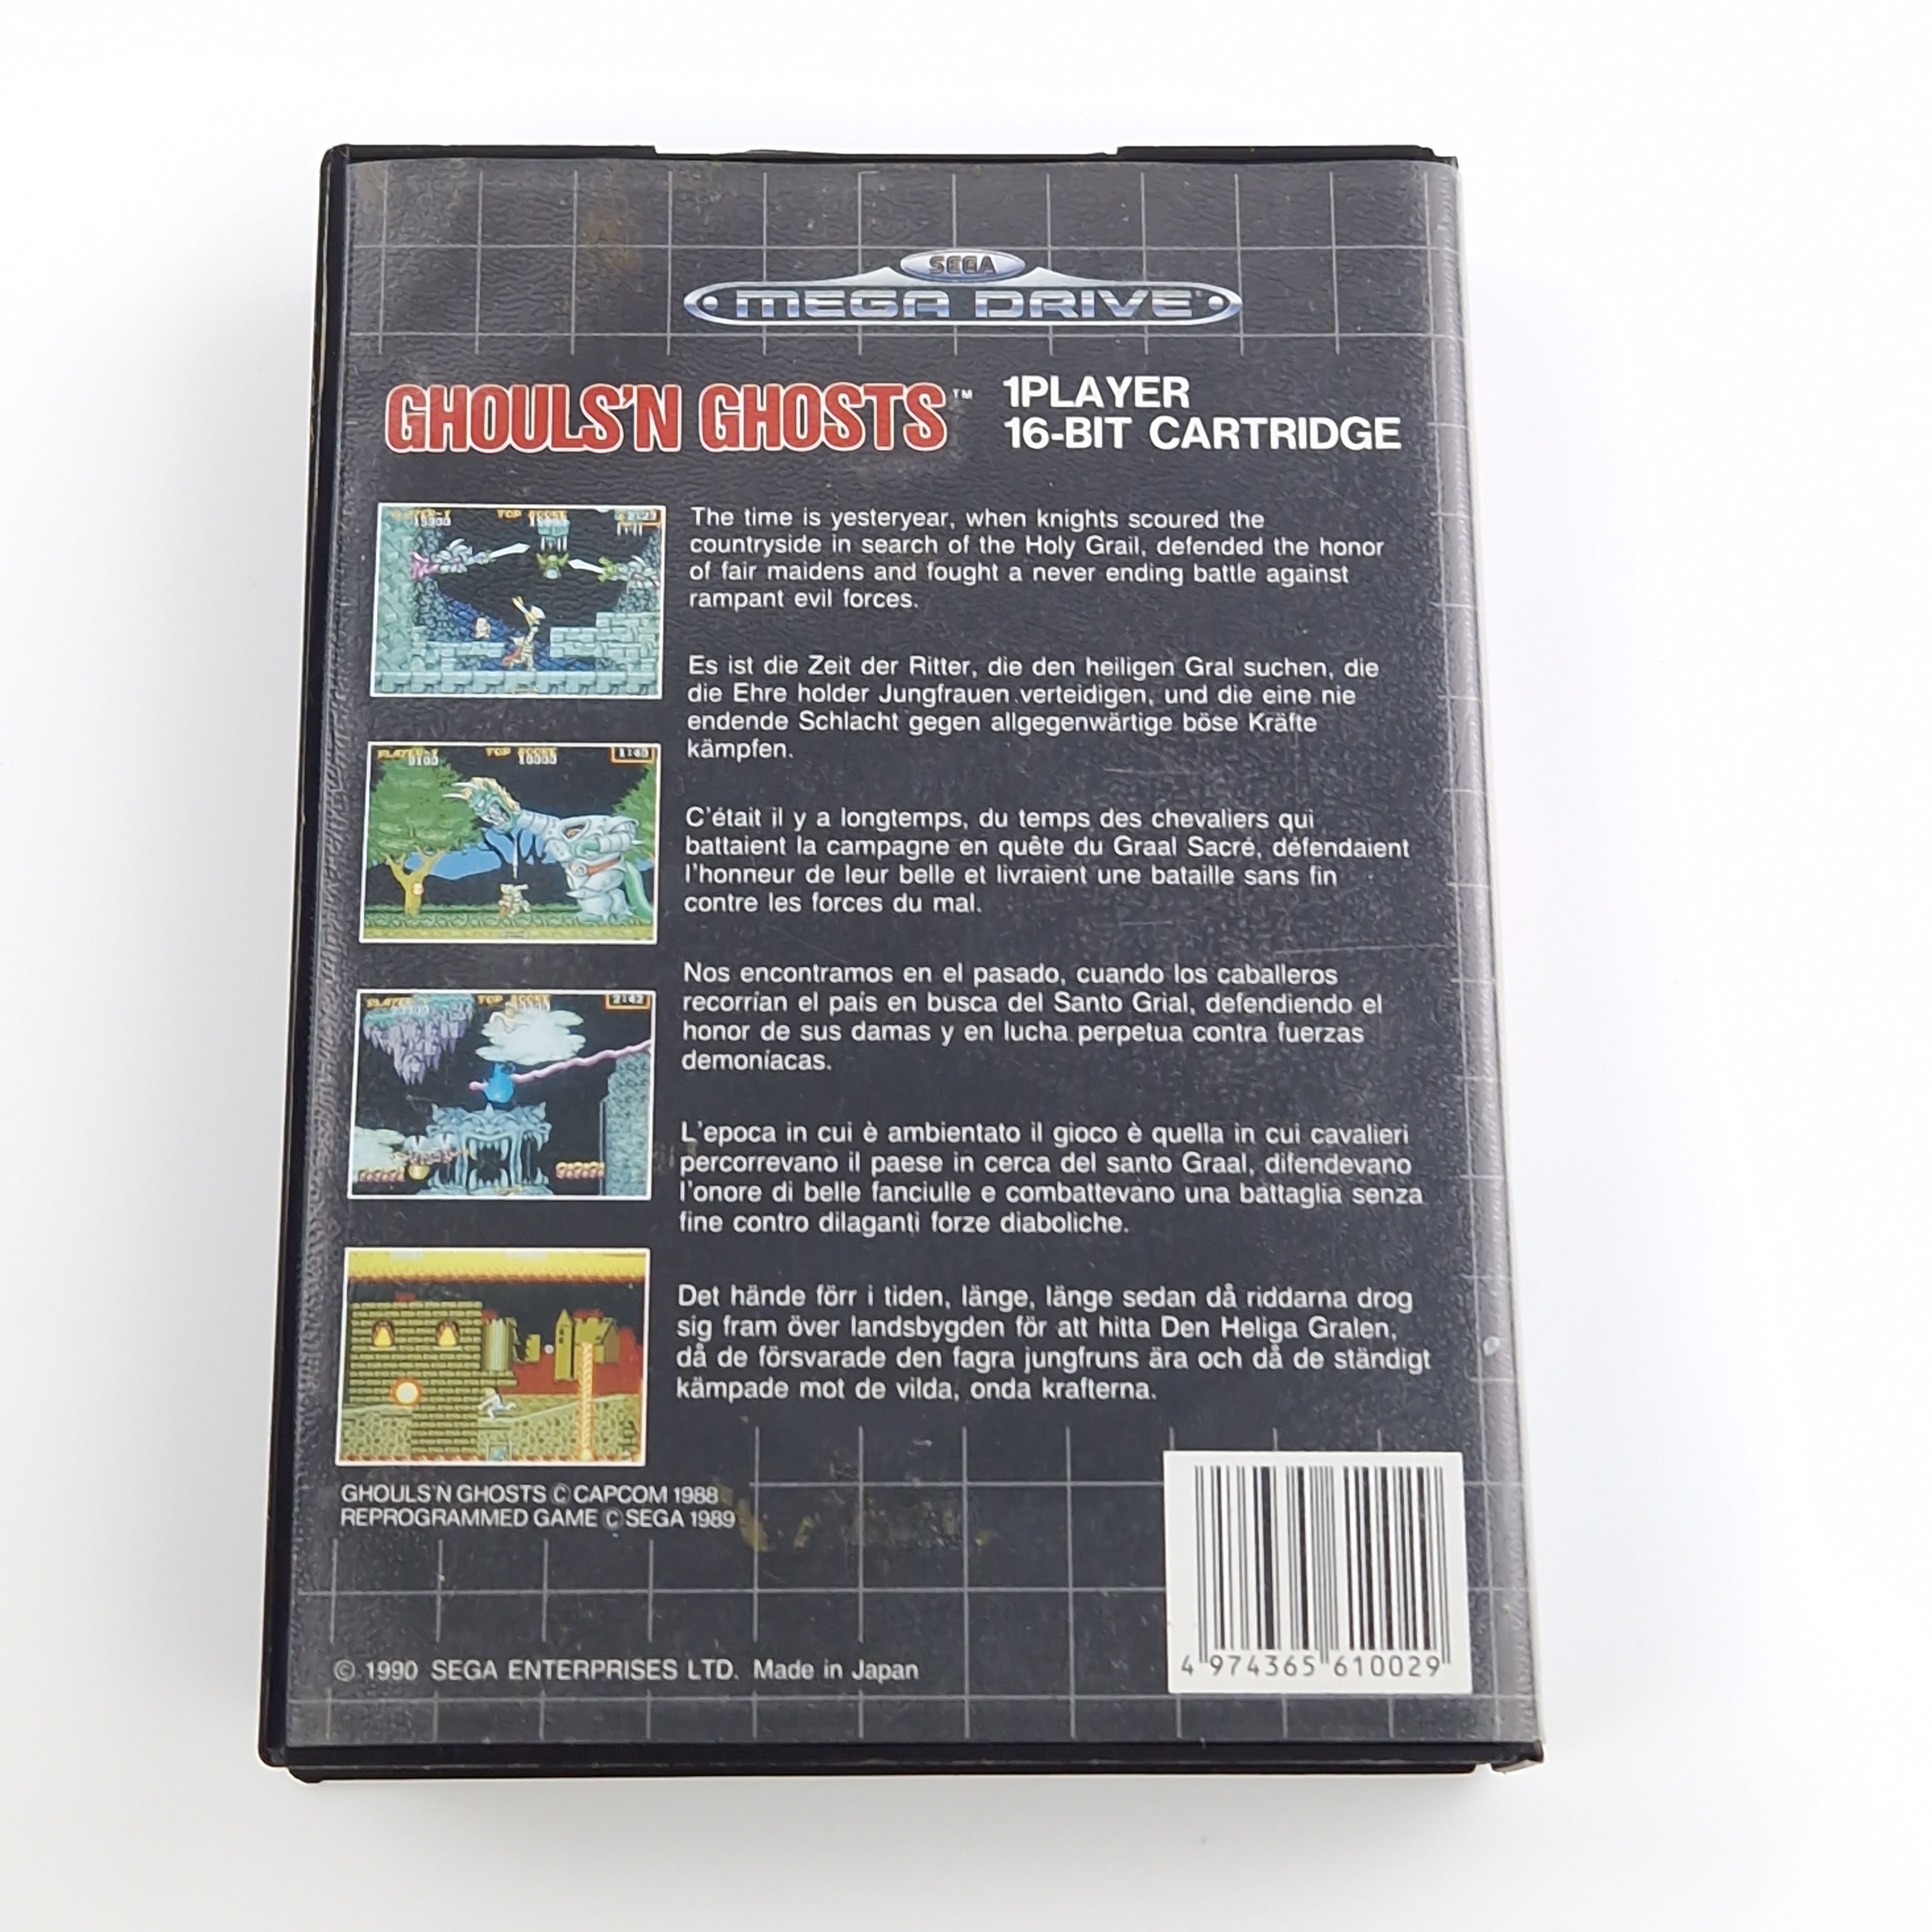 SEGA
MEGA DRIVE
GHOULS'N GHOSTS™
1PLAYER
16-BIT CARTRIDGE
TOP SCORE
2:29
The time is yesteryear, when knights scoured the
countryside in search of the Holy Grail, defended the honor
of fair maidens and fought a never ending battle against
rampant evil forces.
Es ist die Zeit der Ritter, die den heiligen Gral suchen, die
die Ehre holder Jungfrauen verteidigen, und die eine nie
endende Schlacht gegen allgegenwärtige böse Kräfte
kämpfen.
TOP SCORE
10000
C'était il y a longtemps, du temps des chevaliers qui
battaient la campagne en quête du Graal Sacré, défendaient
l'honneur de leur belle et livraient une bataille sans fin
contre les forces du mal.
TOP SCORE
2:42
Nos encontramos en el pasado, cuando los caballeros
recorrían el país en busca del Santo Grial, defendiendo el
honor de sus damas y en lucha perpetua contra fuerzas
demoníacas.
L'epoca in cui è ambientato il gioco è quella in cui cavalieri
percorrevano il paese in cerca del santo Graal, difendevano
l'onore di belle fanciulle e combattevano una battaglia senza
fine contro dilaganti forze diaboliche.
Det hände förr i tiden, länge, länge sedan då riddarna drog
sig fram över landsbygden för att hitta Den Heliga Gralen,
då de försvarade den fagra jungfruns ära och då de ständigt
kämpade mot de vilda, onda krafterna.
GHOULS'N GHOSTS © CAPCOM 1988
REPROGRAMMED GAME © SEGA 1989
© 1990 SEGA ENTERPRISES LTD. Made in Japan
4 974365 610029